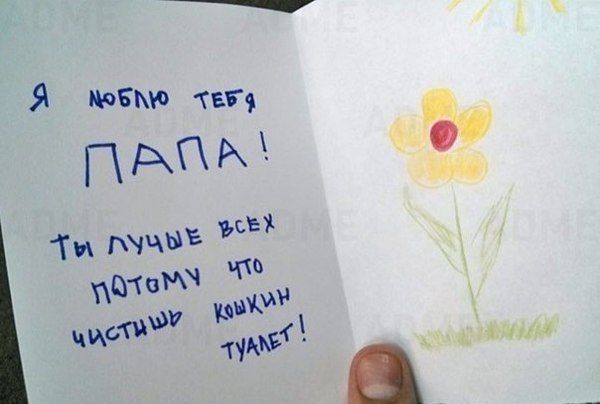 Я люблю ТЕБЯ
ПАПА!
ТЫ ЛУЧШЕ ВСЕХ
ПОТОМУ ЧТО
ЧИСТИШЬ КОШКИН
ТУАЛЕТ!
ADME
ADME
ADME
ADME
ADME